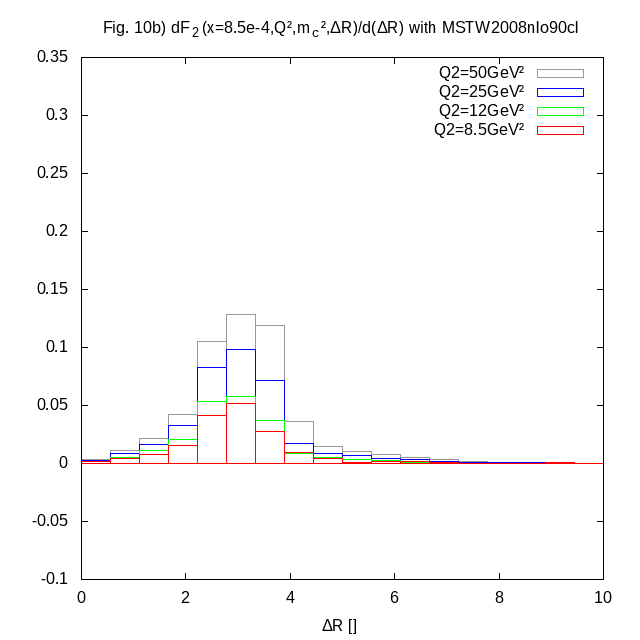 Fig. 10b) dF₂(x=8.5e-4,Q²,m_c²,ΔR)/d(ΔR) with MSTW2008nlo90cl
Q2=50GeV²
Q2=25GeV²
Q2=12GeV²
Q2=8.5GeV²
0.35
0.3
0.25
0.2
0.15
0.1
0.05
0
-0.05
-0.1
0 2 4 6 8 10
ΔR []